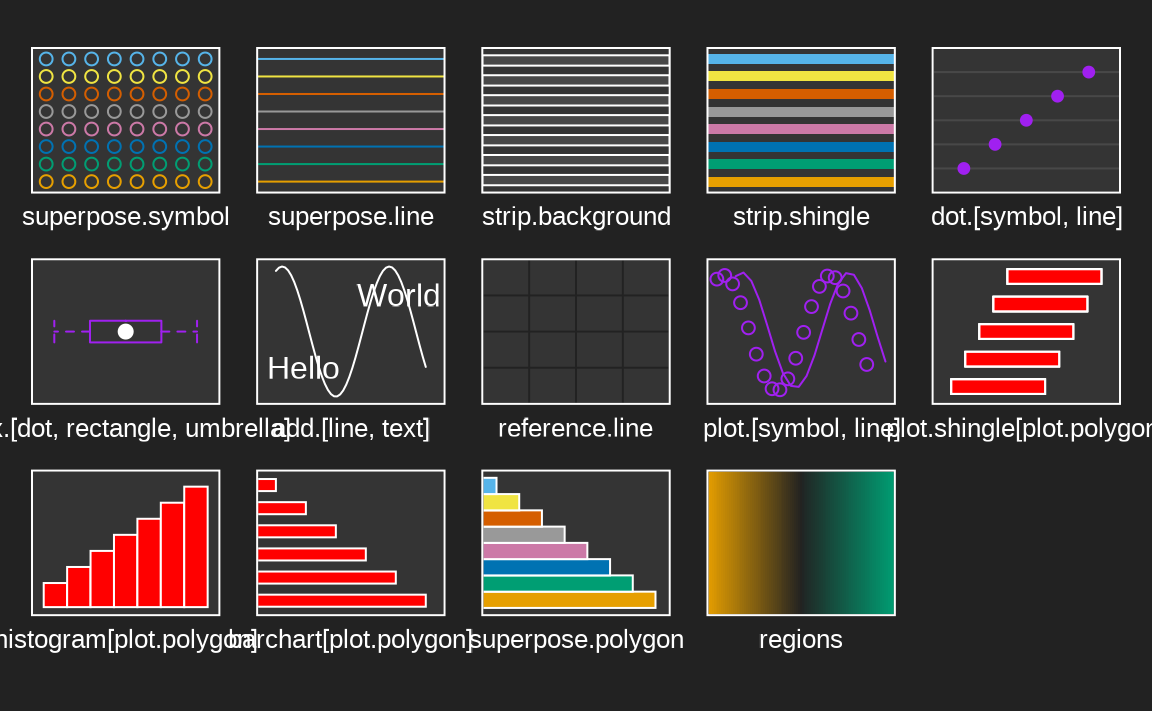 superpose.symbol
superpose.line
strip.background
strip.shingle
dot.[symbol, line]
World
Hello
.[dot, rectangle, umbrella]
add.[line, text]
reference.line
plot.[symbol, line]
plot.shingle[plot.polygon
histogram[plot.polygon]
barchart[plot.polygon]
superpose.polygon
regions